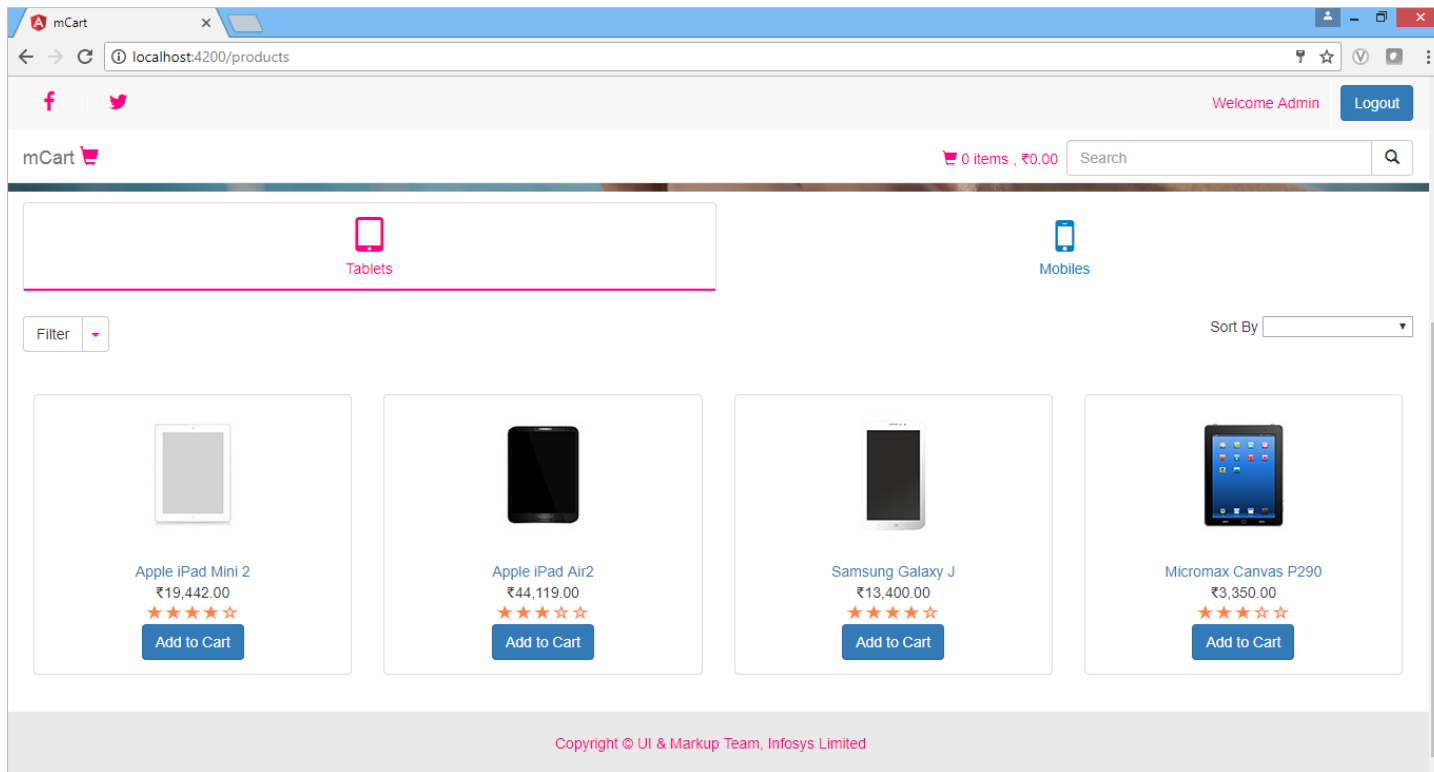 mCart
localhost:4200/products
Welcome Admin Logout
mCart 0 items , ₹0.00 Search
Tablets Mobiles
Filter Sort By
Apple iPad Mini 2 Apple iPad Air2 Samsung Galaxy J Micromax Canvas P290
₹19,442.00 ₹44,119.00 ₹13,400.00 ₹3,350.00
Add to Cart Add to Cart Add to Cart Add to Cart
Copyright © UI & Markup Team, Infosys Limited